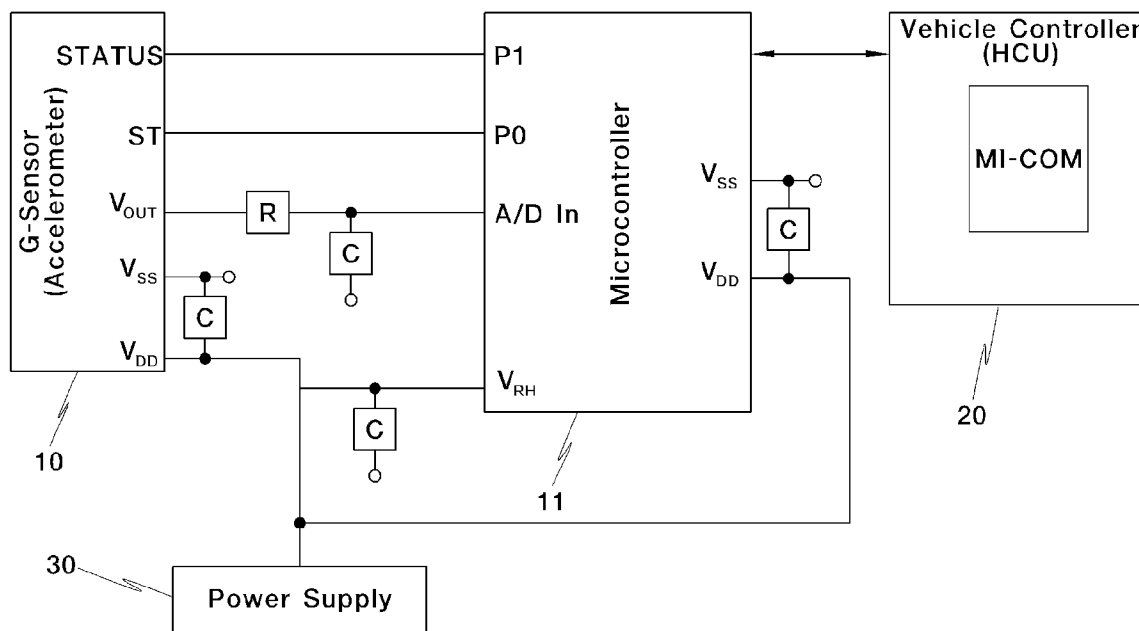 G-Sensor
(Accelerometer)
STATUS
ST
VOUT
VSS
VDD
R
C
C
C
P1
P0
A/D In
VRH
Microcontroller
VSS
VDD
C
Vehicle Controller
(HCU)
MI-COM
10
11
20
30
Power Supply